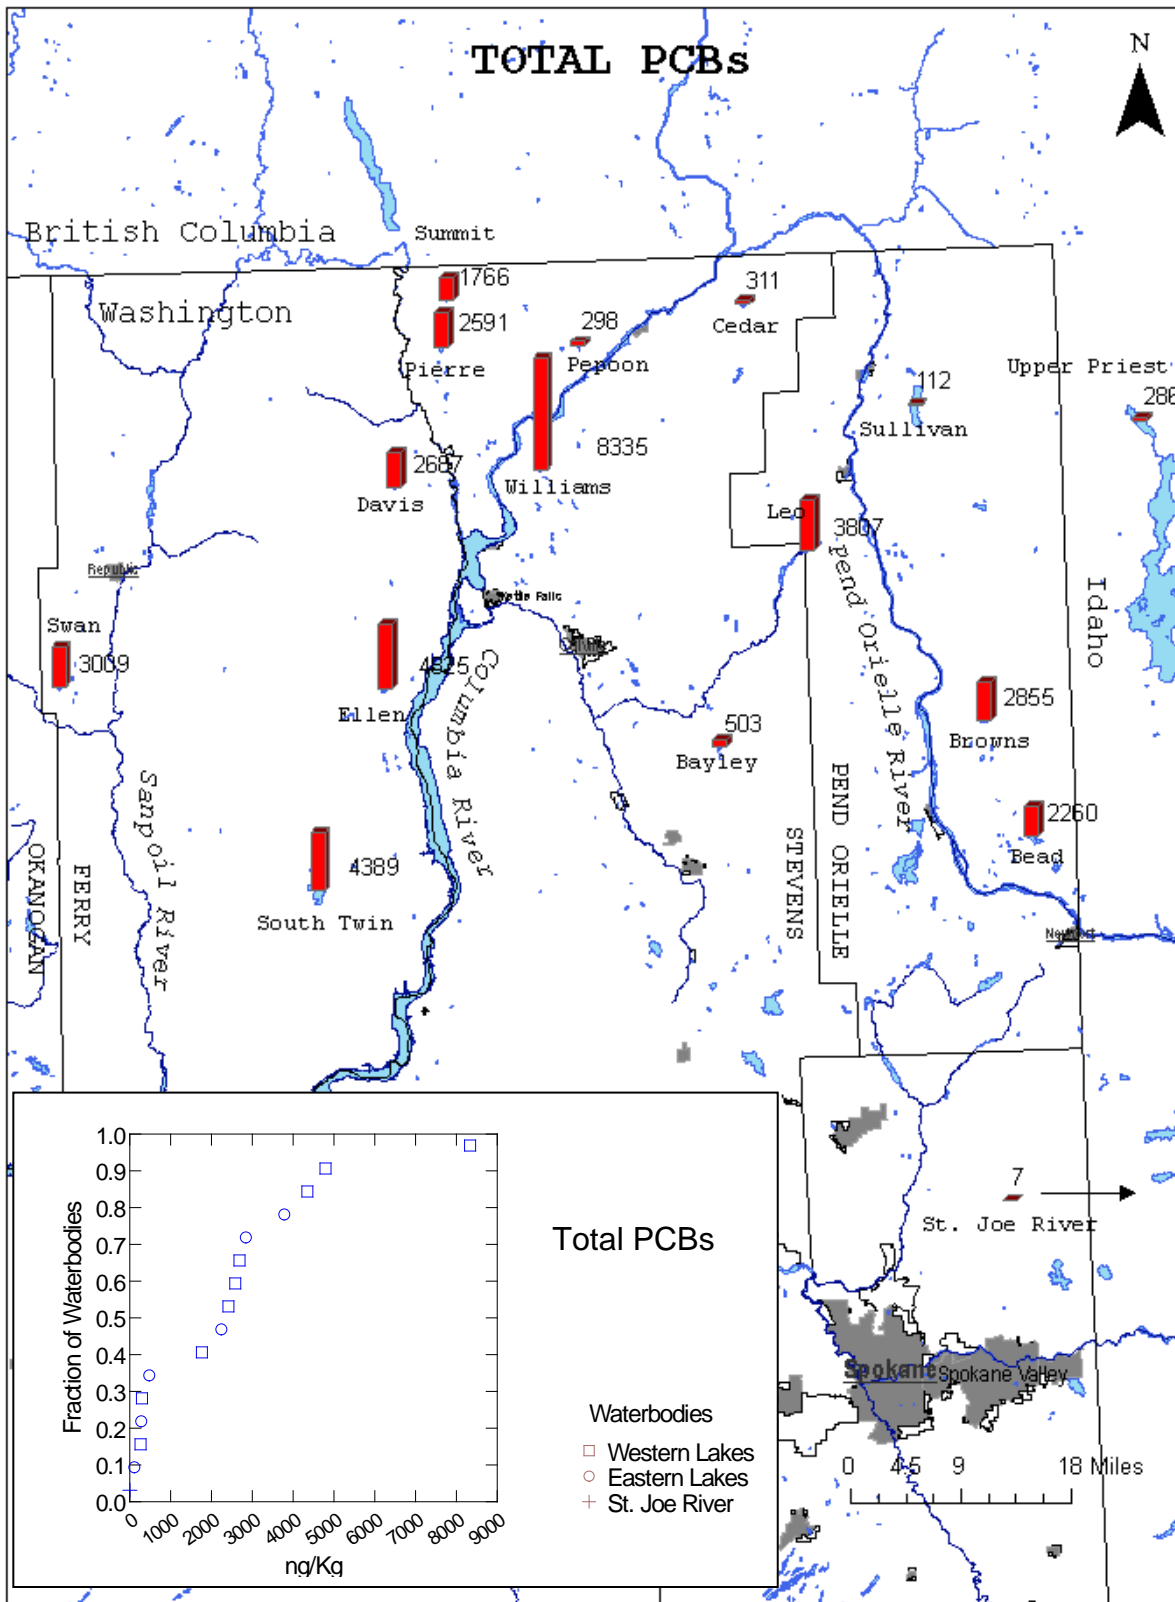 TOTAL PCBs
N
British Columbia
Summit
1766
311
Washington
2591
298
Cedar
Pierre
Pepoon
Upper Priest
112
286
Sullivan
8335
2687
Williams
Davis
Leo
3807
Republic
Kettle Falls
Idaho
Swan
3009
4525
Columbia River
Pend Orielle River
Ellen
2855
503
Browns
Bayley
Sanpoil River
PEND ORIELLE
STEVENS
2260
Bead
OKANOGAN
FERRY
4389
South Twin
Newport
7
St. Joe River
Spokane
Spokane Valley
0 4.5 9 18 Miles
Total PCBs
Fraction of Waterbodies
1.0
0.9
0.8
0.7
0.6
0.5
0.4
0.3
0.2
0.1
0.0
0 1000 2000 3000 4000 5000 6000 7000 8000 9000
ng/Kg
Waterbodies
Western Lakes
Eastern Lakes
St. Joe River